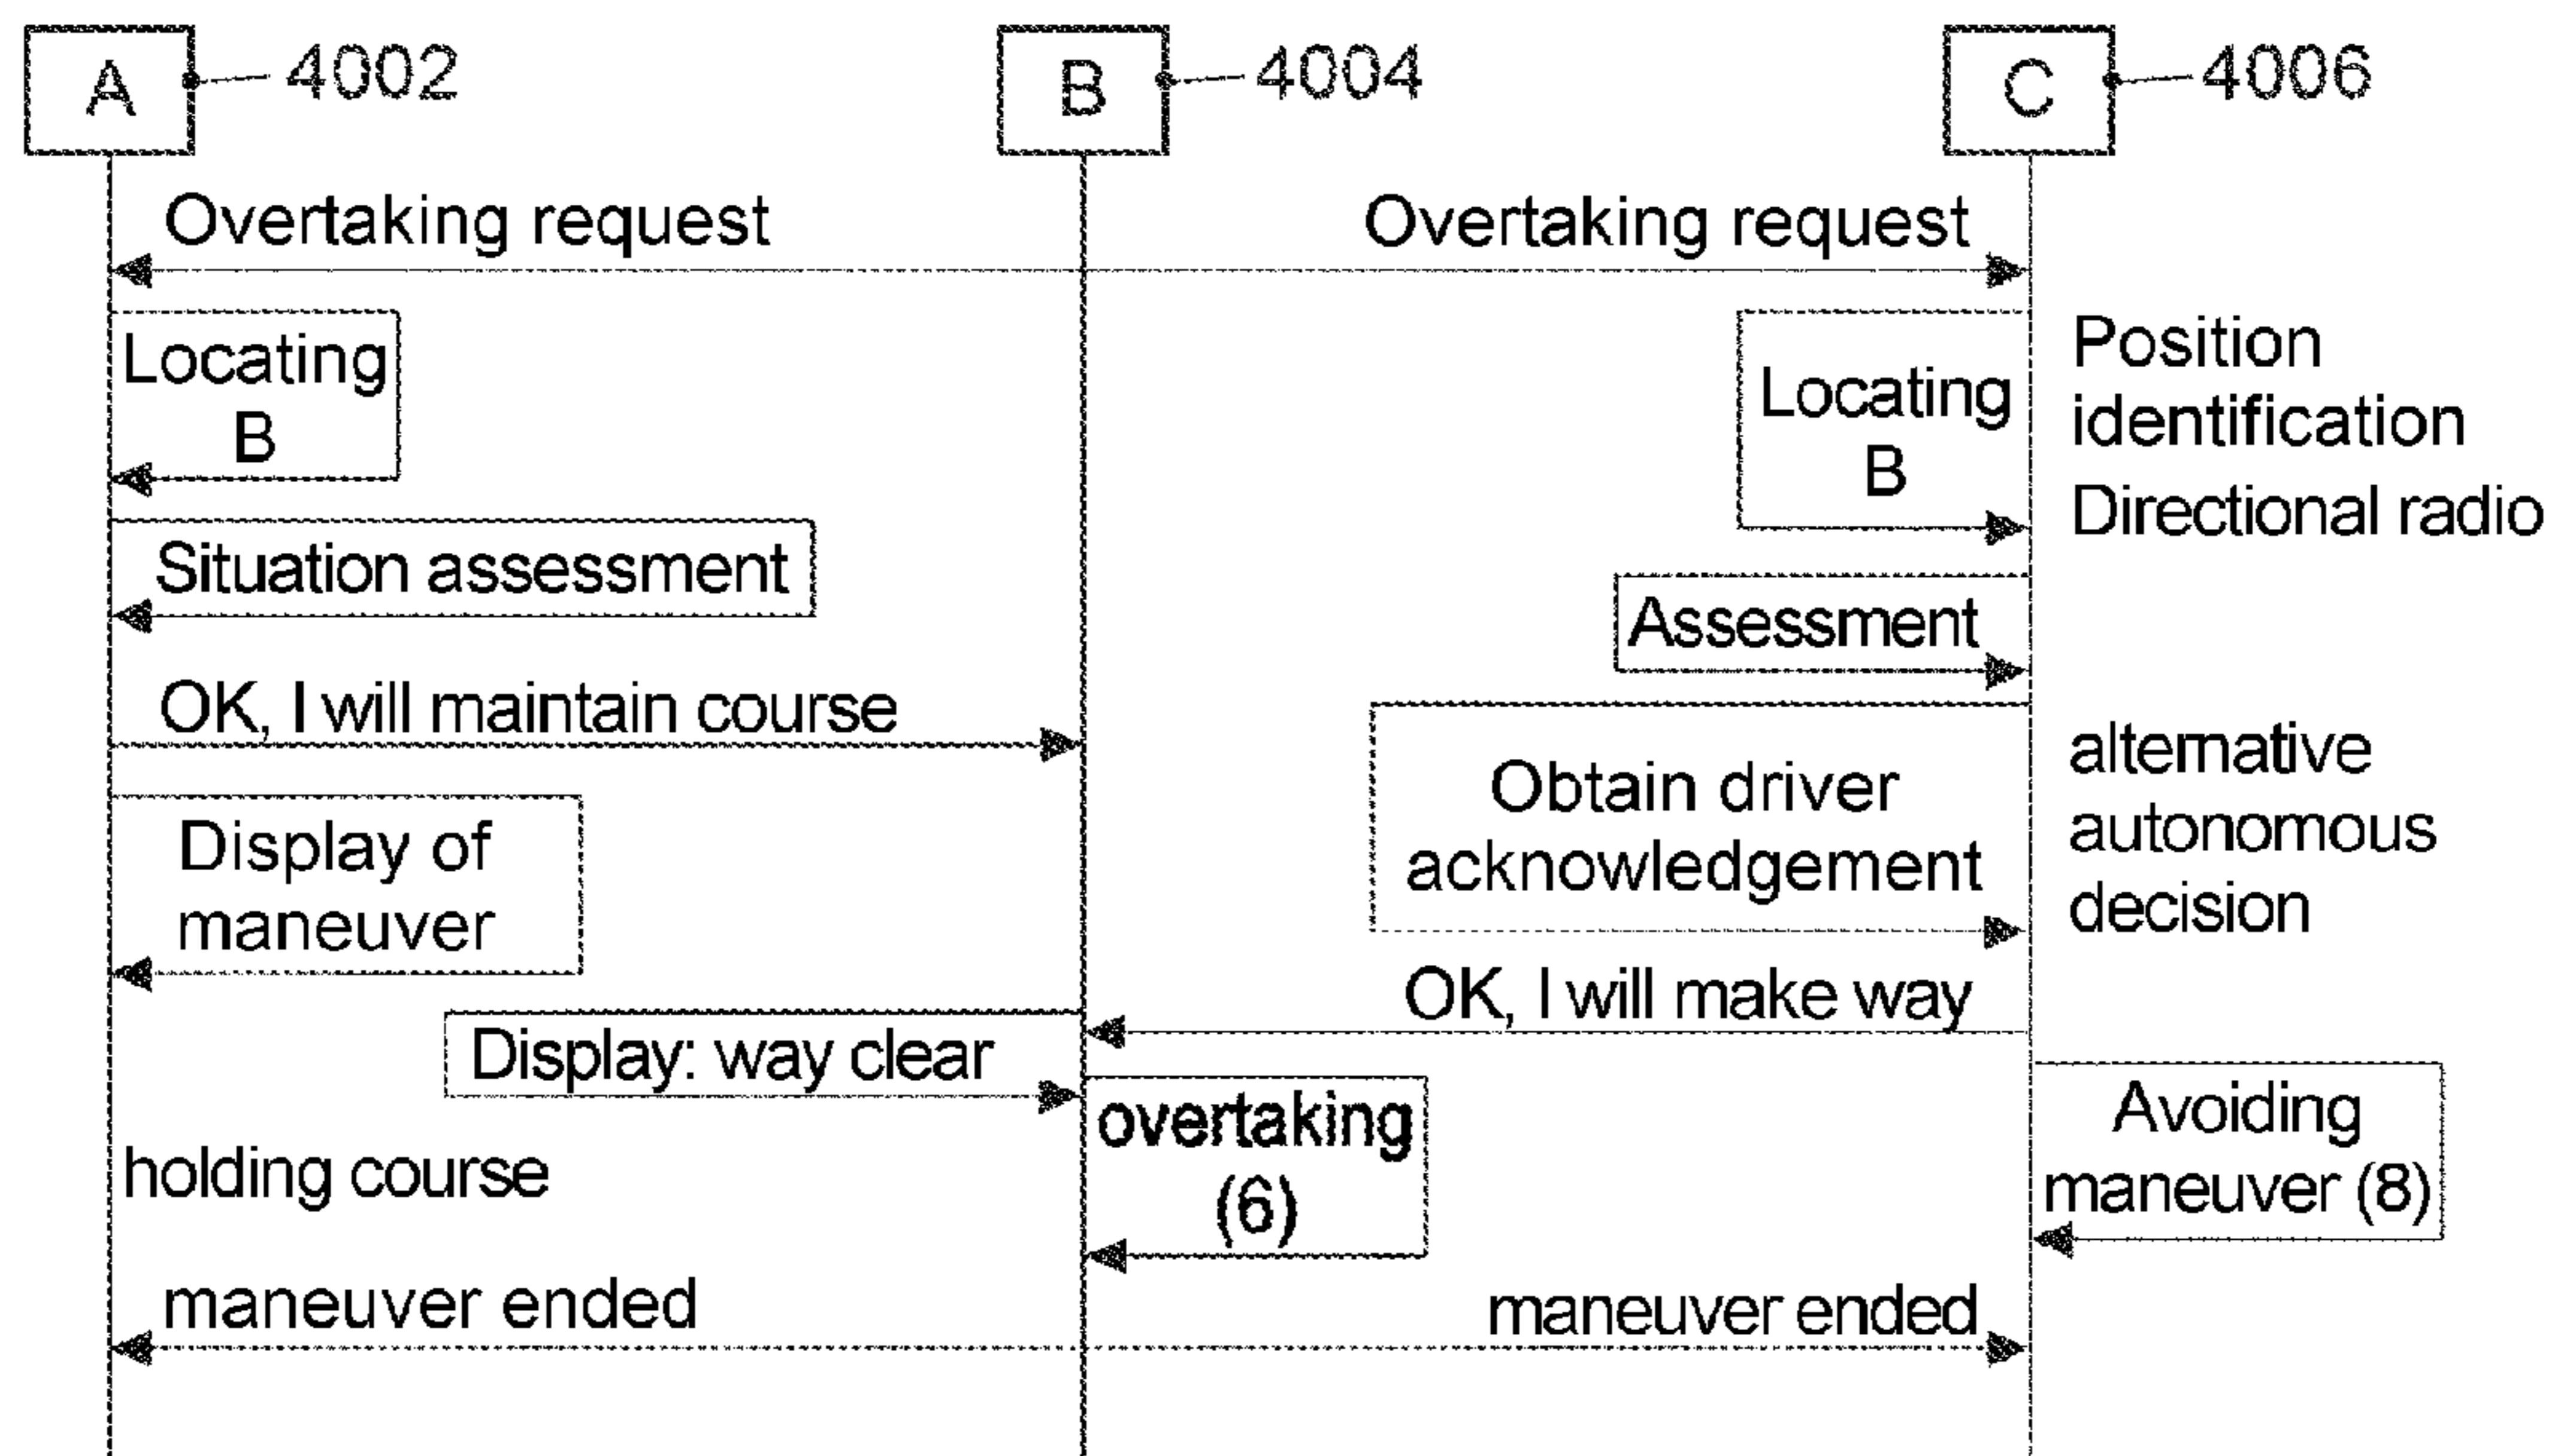 A 4002
B 4004
C 4006
Overtaking request
Overtaking request
Locating
B
Locating
B
Position
identification
Directional radio
Situation assessment
Assessment
OK, I will maintain course
Obtain driver
acknowledgement
alternative
autonomous
decision
Display of
maneuver
OK, I will make way
Display: way clear
overtaking
(6)
Avoiding
maneuver (8)
holding course
maneuver ended
maneuver ended